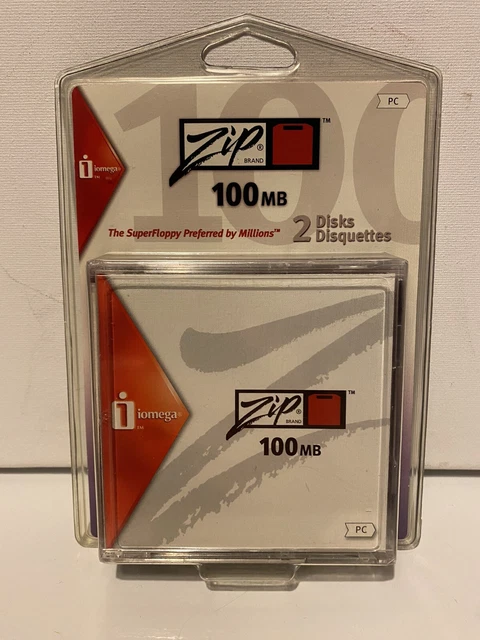 100
PC
Zip® ™
BRAND
iomega
™
100MB
The SuperFloppy Preferred by Millions™
2 Disks
Disquettes
iomega®
™
Zip® ™
BRAND
100MB
PC